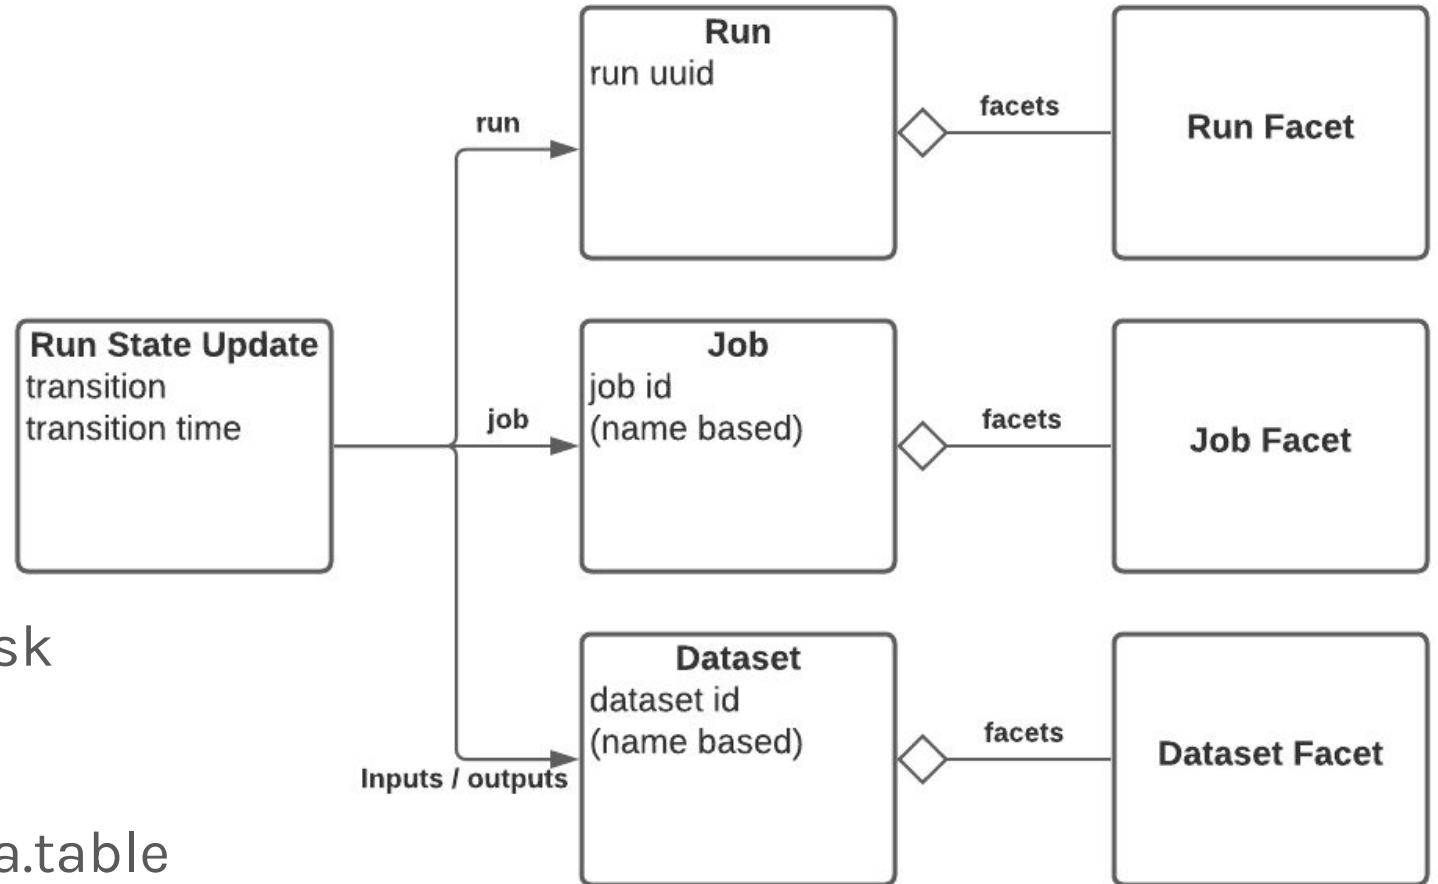 Run
run uuid
run
facets
Run Facet
Run State Update
transition
transition time
job
Job
job id
(name based)
facets
Job Facet
sk
Dataset
dataset id
(name based)
Inputs / outputs
facets
Dataset Facet
a.table